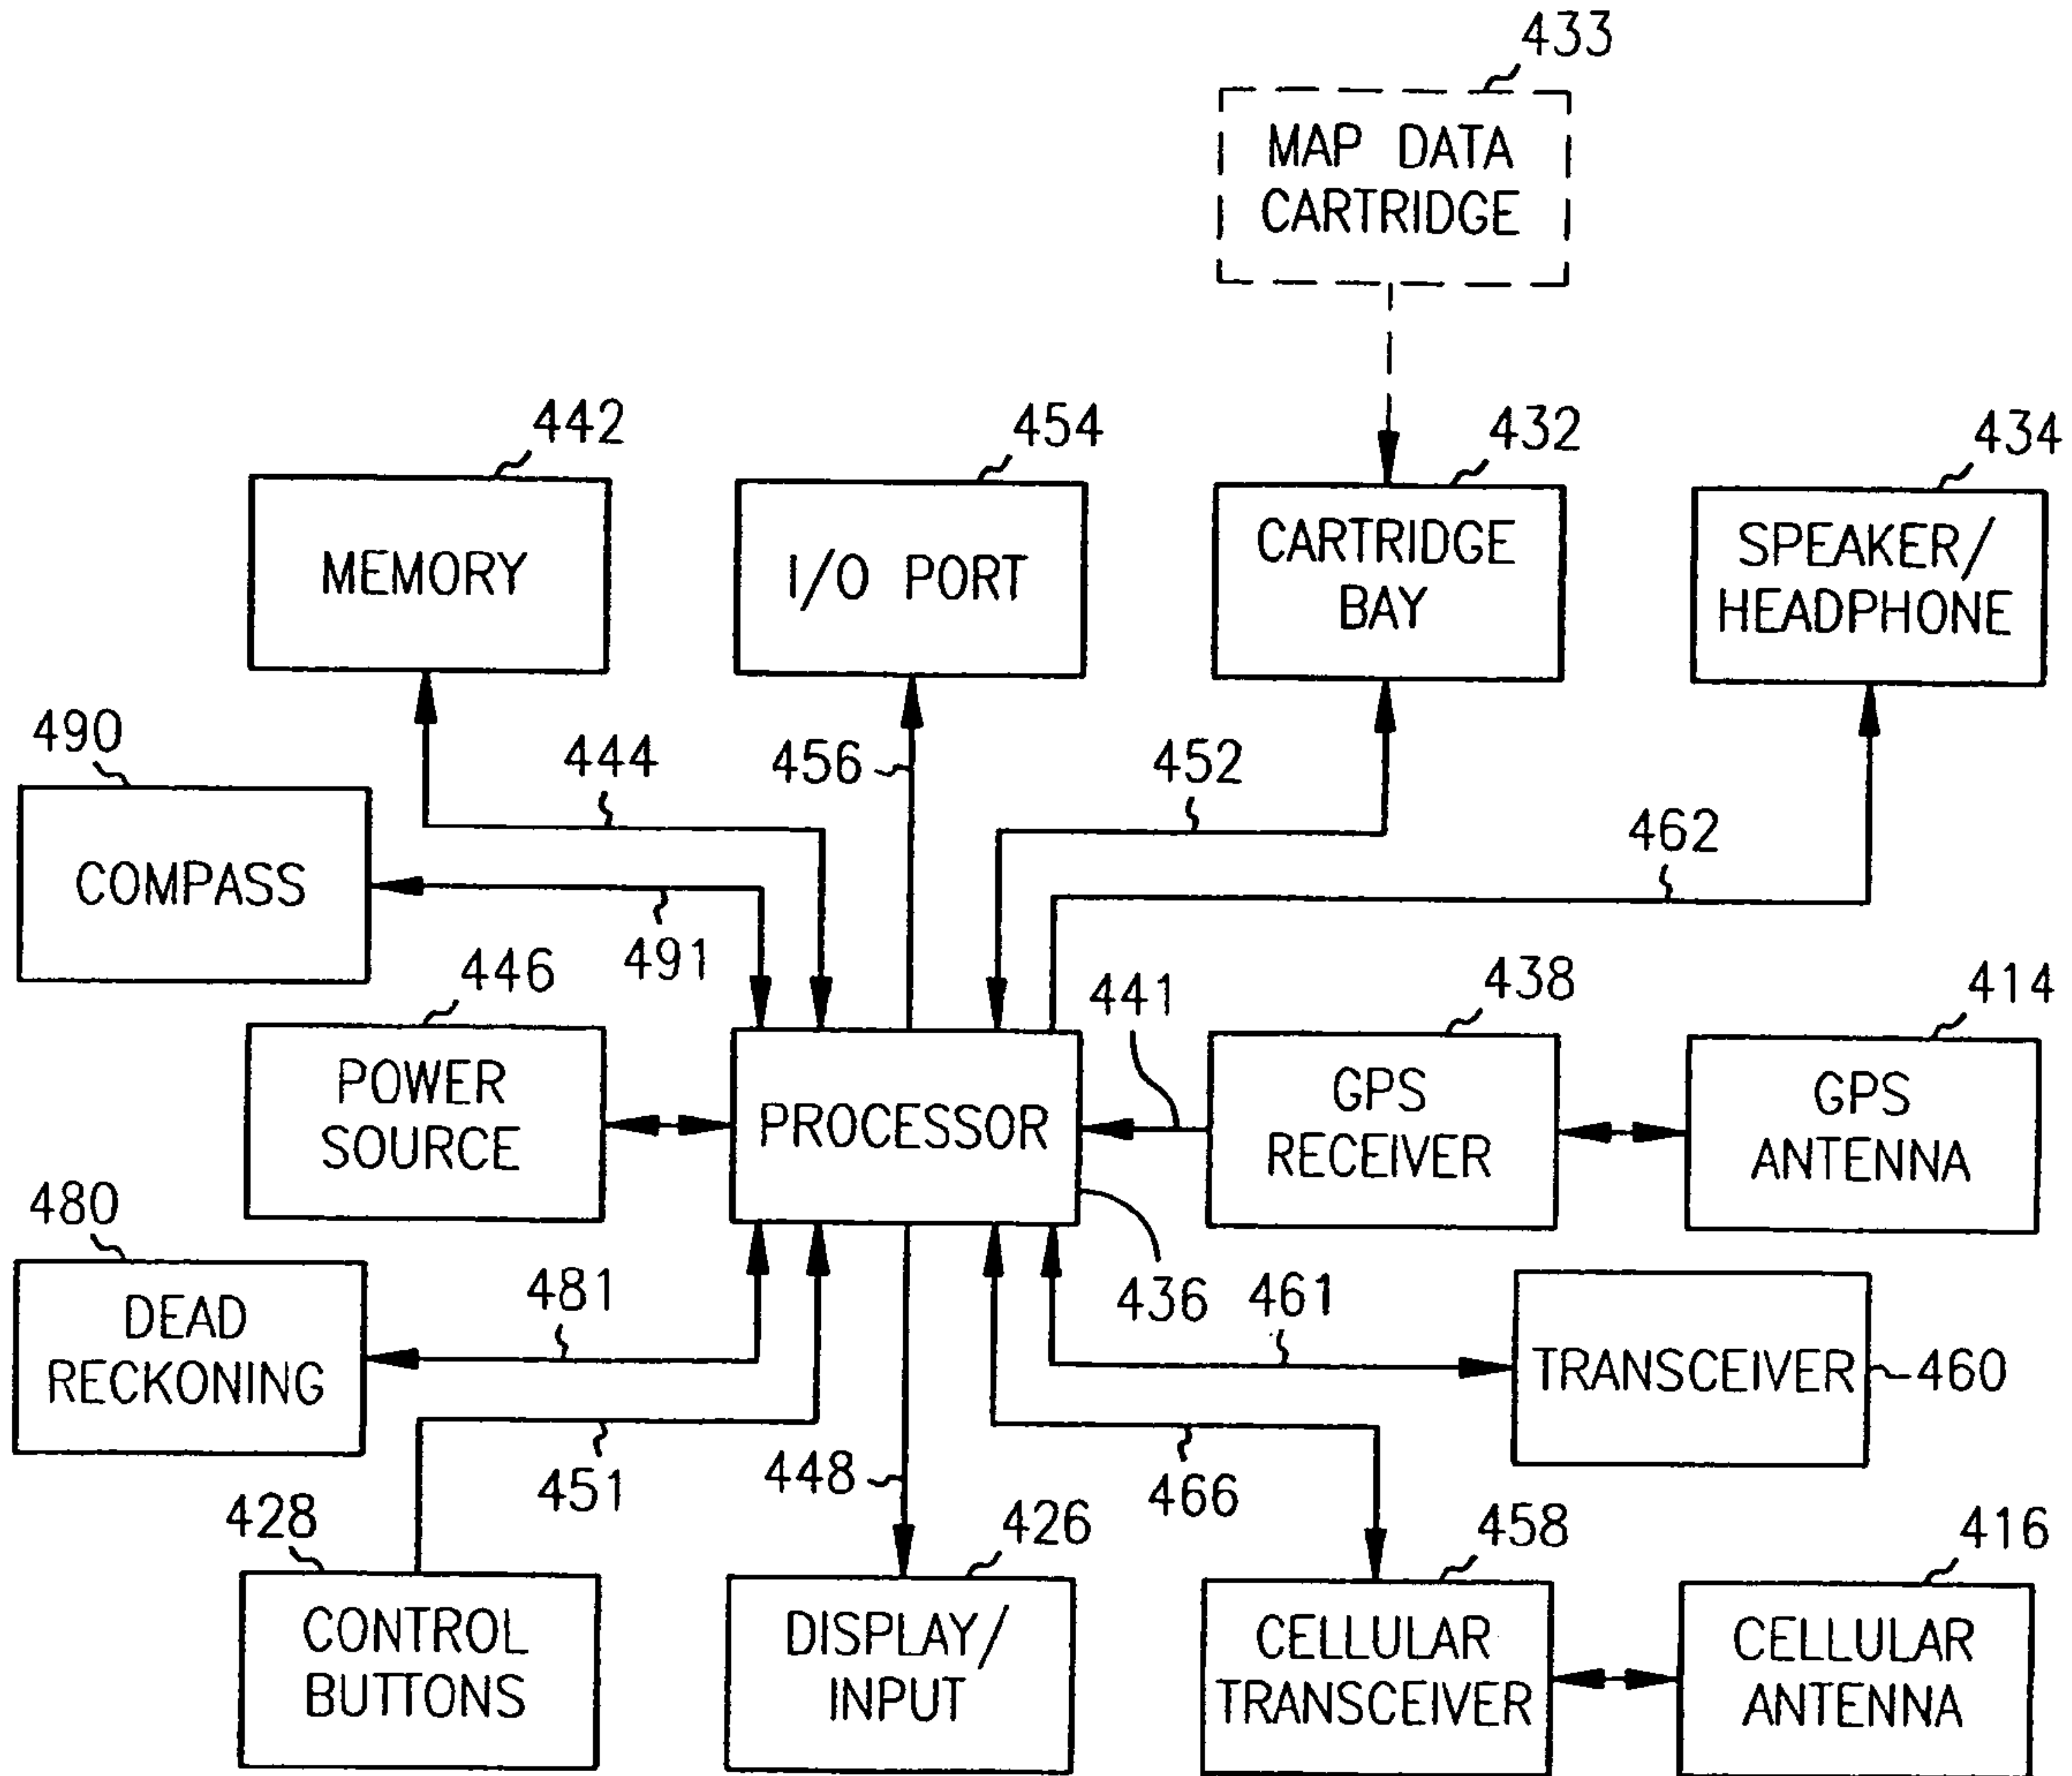 433
MAP DATA
CARTRIDGE
442
454
432
434
MEMORY
I/O PORT
CARTRIDGE
BAY
SPEAKER/
HEADPHONE
490
444
456
452
462
COMPASS
491
446
441
438
414
POWER
SOURCE
PROCESSOR
GPS
RECEIVER
GPS
ANTENNA
480
481
436
461
DEAD
RECKONING
TRANSCEIVER
460
451
448
466
428
426
458
416
CONTROL
BUTTONS
DISPLAY/
INPUT
CELLULAR
TRANSCEIVER
CELLULAR
ANTENNA